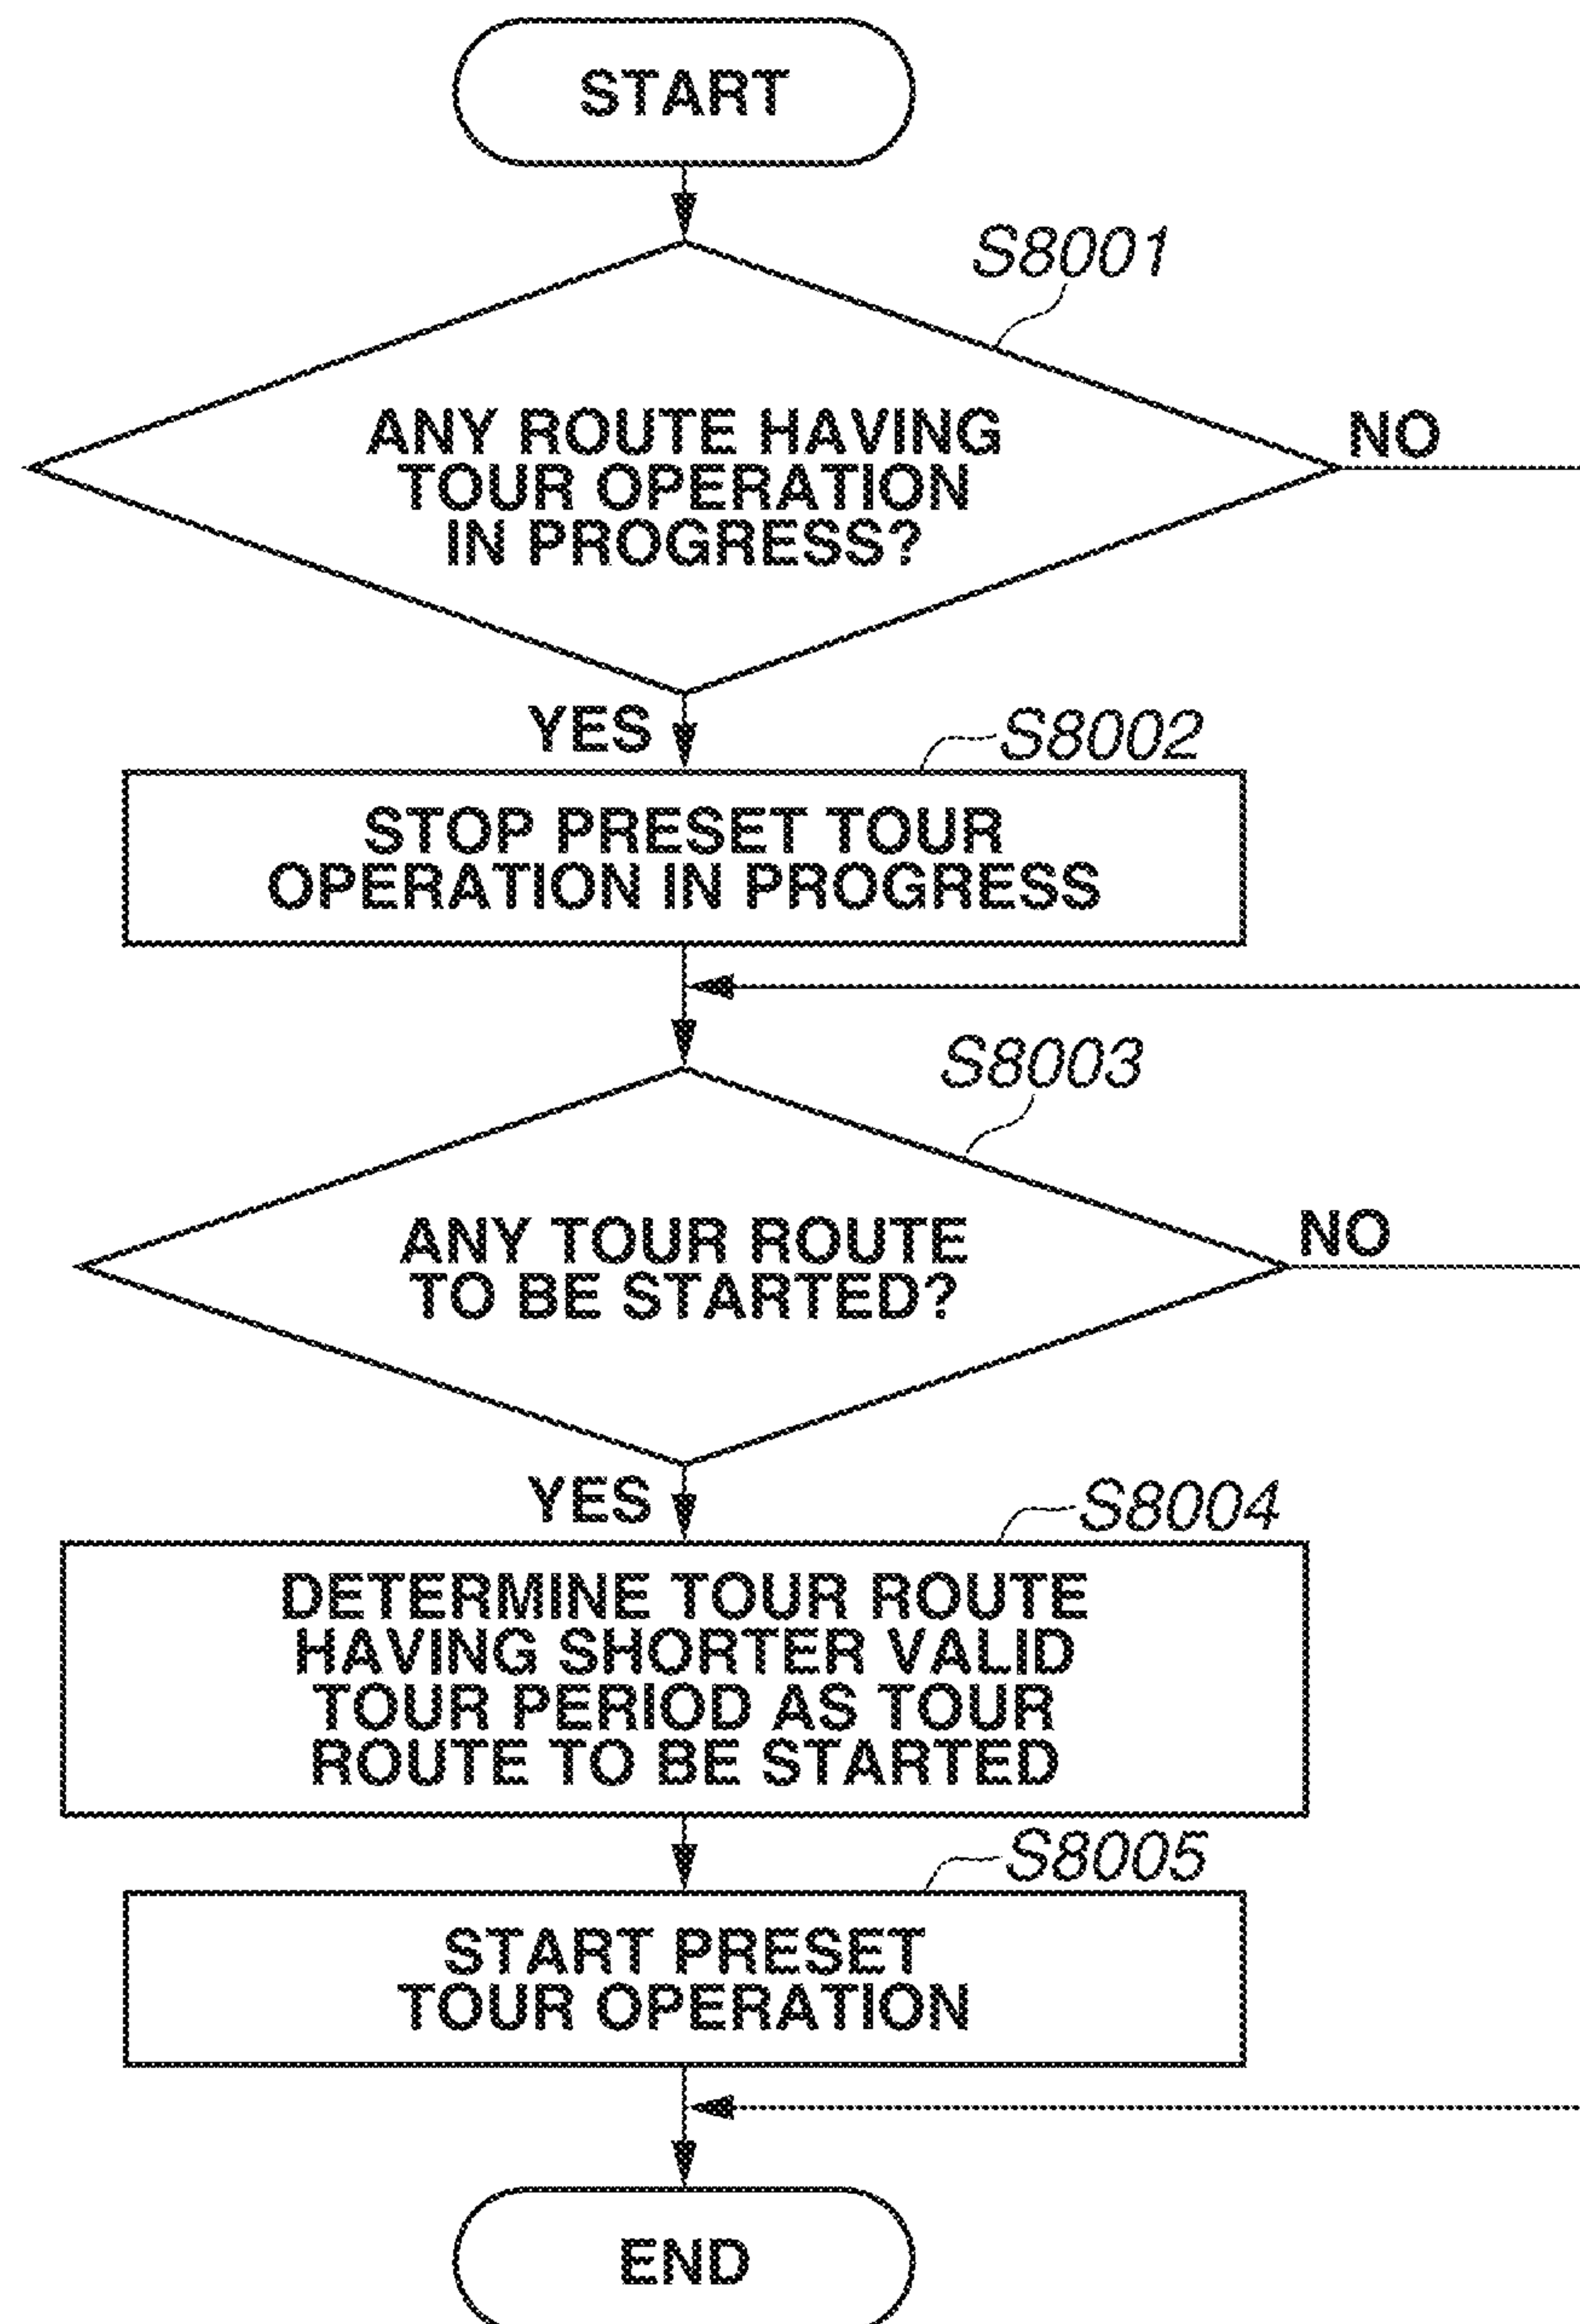 START
S8001
ANY ROUTE HAVING
TOUR OPERATION
IN PROGRESS?
NO
YES
S8002
STOP PRESET TOUR
OPERATION IN PROGRESS
S8003
ANY TOUR ROUTE
TO BE STARTED?
NO
YES
S8004
DETERMINE TOUR ROUTE
HAVING SHORTER VALID
TOUR PERIOD AS TOUR
ROUTE TO BE STARTED
S8005
START PRESET
TOUR OPERATION
END